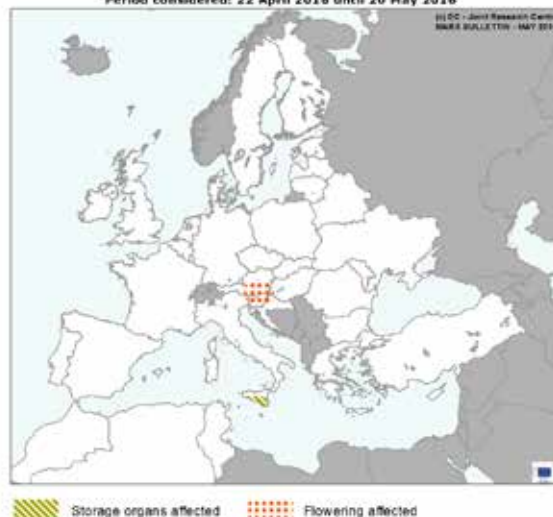 Period considered: 22 April 2016 until 20 May 2016
(c) EC - Joint Research Centre
MARS BULLETIN - MAY
Storage organs affected
Flowering affected